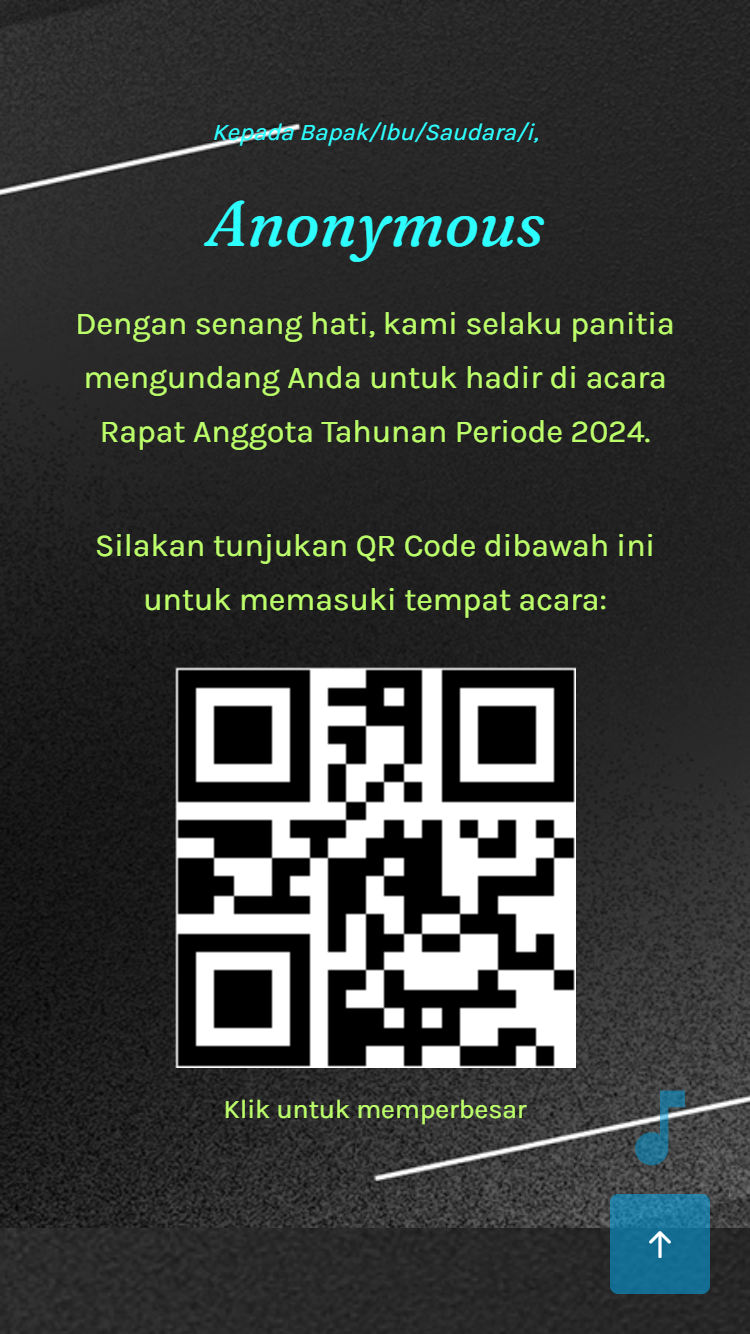 Kepada Bapak/Ibu/Saudara/i,
Anonymous
Dengan senang hati, kami selaku panitia
mengundang Anda untuk hadir di acara
Rapat Anggota Tahunan Periode 2024.
Silakan tunjukan QR Code dibawah ini
untuk memasuki tempat acara:
Klik untuk memperbesar